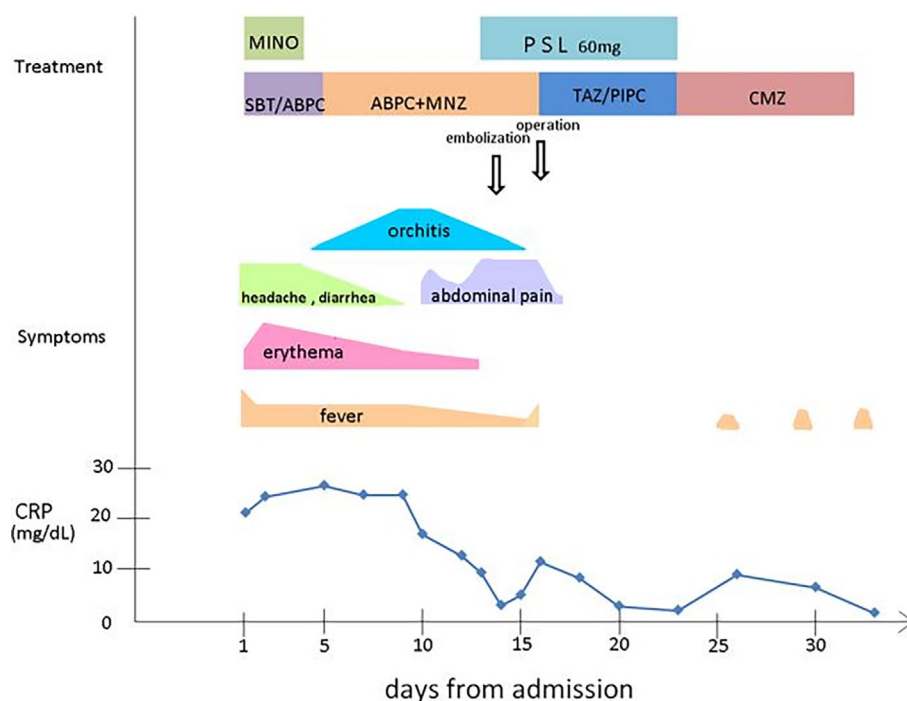 MINO
P S L 60mg
Treatment
SBT/ABPC
ABPC+MNZ
TAZ/PIPC
CMZ
operation
embolization
orchitis
headache , diarrhea
abdominal pain
Symptoms
erythema
fever
30
CRP
(mg/dL)
20
10
0
1 5 10 15 20 25 30
days from admission